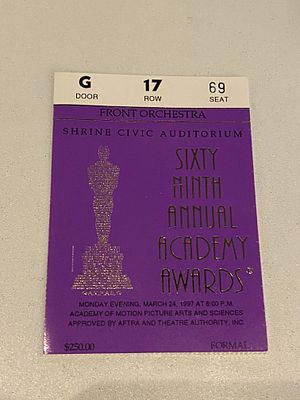 G 17 69
DOOR ROW SEAT
FRONT ORCHESTRA
SHRINE CIVIC AUDITORIUM
SIXTY
NINTH
ANNUAL
ACADEMY
AWARDS®
MONDAY EVENING, MARCH 24, 1997 AT 6:00 P.M.
ACADEMY OF MOTION PICTURE ARTS AND SCIENCES
APPROVED BY AFTRA AND THEATRE AUTHORITY, INC.
$250.00 FORMAL